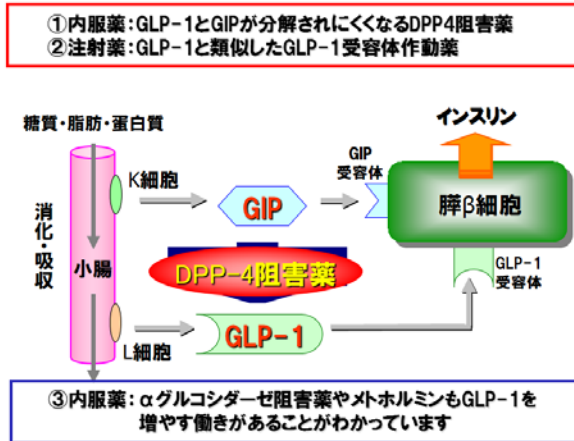 ①内服薬：GLP-1とGIPが分解されにくくなるDPP4阻害薬
②注射薬：GLP-1と類似したGLP-1受容体作動薬
糖質・脂肪・蛋白質
インスリン
K細胞
GIP
GIP
受容体
膵β細胞
消化・吸収
小腸
DPP-4阻害薬
GLP-1
受容体
L細胞
GLP-1
③内服薬：αグルコシダーゼ阻害薬やメトホルミンもGLP-1を
増やす働きがあることがわかっています